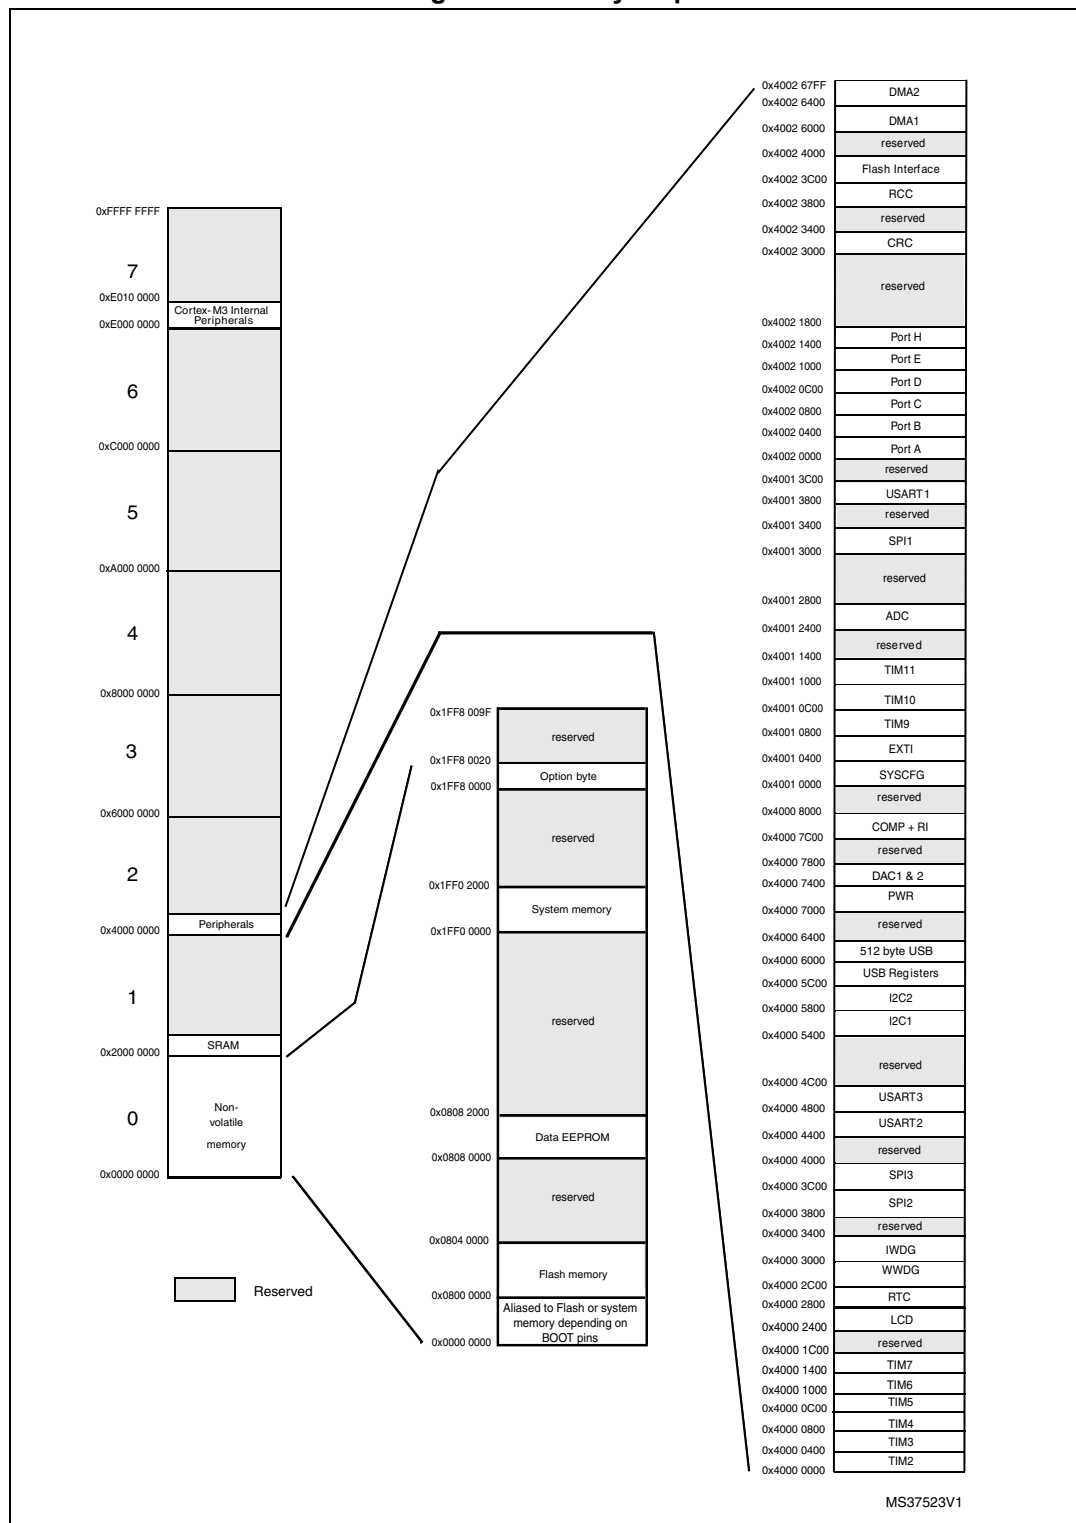 0xFFFF FFFF
7
0xE010 0000
Cortex-M3 Internal
Peripherals
0xE000 0000
6
0xC000 0000
5
0xA000 0000
4
0x8000 0000
3
0x6000 0000
2
Peripherals
0x4000 0000
1
SRAM
0x2000 0000
0
Non-
volatile
memory
0x0000 0000
Reserved
0x1FF8 009F
reserved
0x1FF8 0020
Option byte
0x1FF8 0000
reserved
0x1FF0 2000
System memory
0x1FF0 0000
reserved
0x0808 2000
Data EEPROM
0x0808 0000
reserved
0x0804 0000
Flash memory
0x0800 0000
Aliased to Flash or system
memory depending on
BOOT pins
0x0000 0000
0x4002 67FF
DMA2
0x4002 6400
DMA1
0x4002 6000
reserved
0x4002 4000
Flash Interface
0x4002 3C00
RCC
0x4002 3800
reserved
0x4002 3400
CRC
0x4002 3000
reserved
0x4002 1800
Port H
0x4002 1400
Port E
0x4002 1000
Port D
0x4002 0C00
Port C
0x4002 0800
Port B
0x4002 0400
Port A
0x4002 0000
reserved
0x4001 3C00
USART1
0x4001 3800
reserved
0x4001 3400
SPI1
0x4001 3000
reserved
0x4001 2800
ADC
0x4001 2400
reserved
0x4001 1400
TIM11
0x4001 1000
TIM10
0x4001 0C00
TIM9
0x4001 0800
EXTI
0x4001 0400
SYSCFG
0x4001 0000
reserved
0x4000 8000
COMP + RI
0x4000 7C00
reserved
0x4000 7800
DAC1 & 2
0x4000 7400
PWR
0x4000 7000
reserved
0x4000 6400
512 byte USB
0x4000 6000
USB Registers
0x4000 5C00
I2C2
0x4000 5800
I2C1
0x4000 5400
reserved
0x4000 4C00
USART3
0x4000 4800
USART2
0x4000 4400
reserved
0x4000 4000
SPI3
0x4000 3C00
SPI2
0x4000 3800
reserved
0x4000 3400
IWDG
0x4000 3000
WWDG
0x4000 2C00
RTC
0x4000 2800
LCD
0x4000 2400
reserved
0x4000 1C00
TIM7
0x4000 1400
TIM6
0x4000 1000
TIM5
0x4000 0C00
TIM4
0x4000 0800
TIM3
0x4000 0400
TIM2
0x4000 0000
MS37523V1